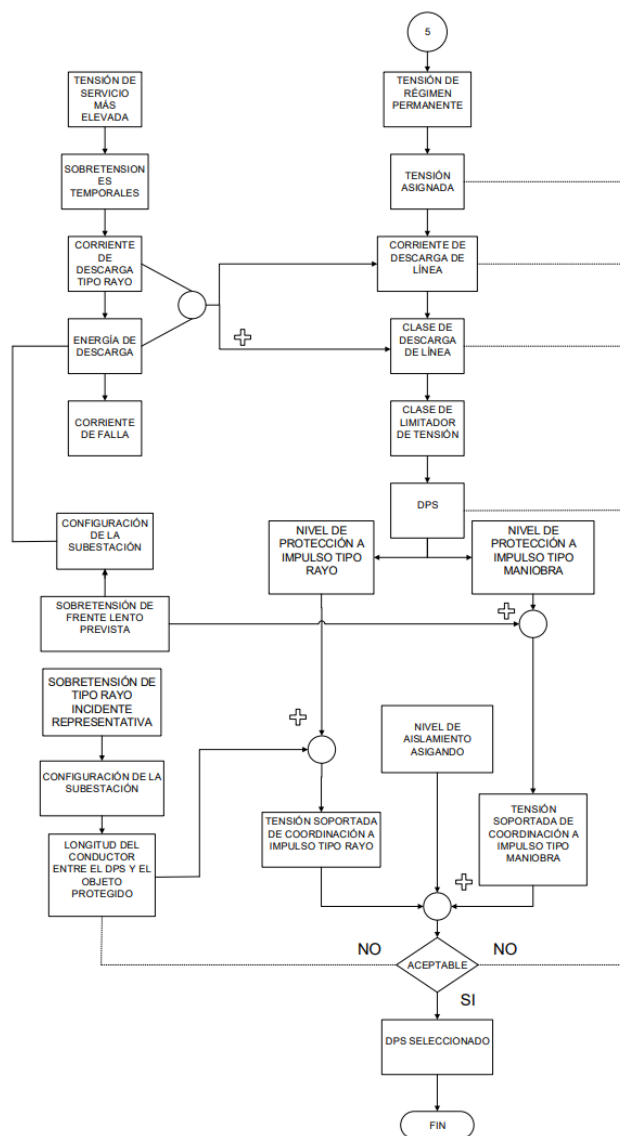 5
TENSIÓN DE
SERVICIO
MÁS
ELEVADA
TENSIÓN DE
RÉGIMEN
PERMANENTE
SOBRETENSION
ES
TEMPORALES
TENSIÓN
ASIGNADA
CORRIENTE
DE
DESCARGA
TIPO RAYO
CORRIENTE DE
DESCARGA DE
LÍNEA
ENERGÍA DE
DESCARGA
CLASE DE
DESCARGA
DE LÍNEA
CORRIENTE
DE FALLA
CLASE DE
LIMITADOR
DE TENSIÓN
DPS
CONFIGURACIÓN
DE LA
SUBESTACIÓN
NIVEL DE
PROTECCIÓN A
IMPULSO TIPO
RAYO
NIVEL DE
PROTECCIÓN A
IMPULSO TIPO
MANIOBRA
SOBRETENSIÓN DE
FRENTE LENTO
PREVISTA
SOBRETENSIÓN DE
TIPO RAYO
INCIDENTE
REPRESENTATIVA
NIVEL DE
AISLAMIENTO
ASIGANDO
CONFIGURACIÓN DE LA
SUBESTACIÓN
TENSIÓN SOPORTADA
DE COORDINACIÓN A
IMPULSO TIPO RAYO
TENSIÓN
SOPORTADA DE
COORDINACIÓN A
IMPULSO TIPO
MANIOBRA
LONGITUD DEL
CONDUCTOR
ENTRE EL DPS Y EL
OBJETO
PROTEGIDO
NO
ACEPTABLE
NO
SI
DPS SELECCIONADO
FIN